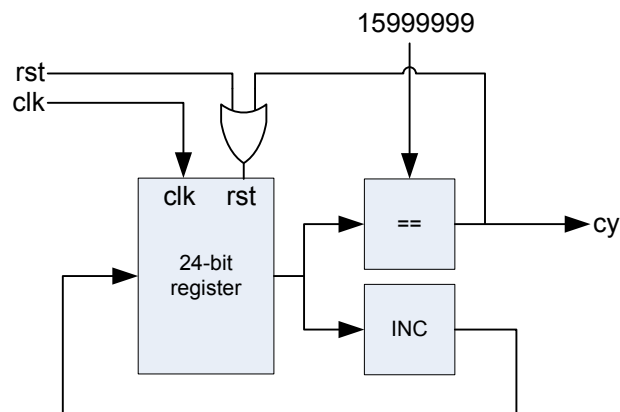 15999999
rst
clk
clk rst
24-bit
register
==
cy
INC